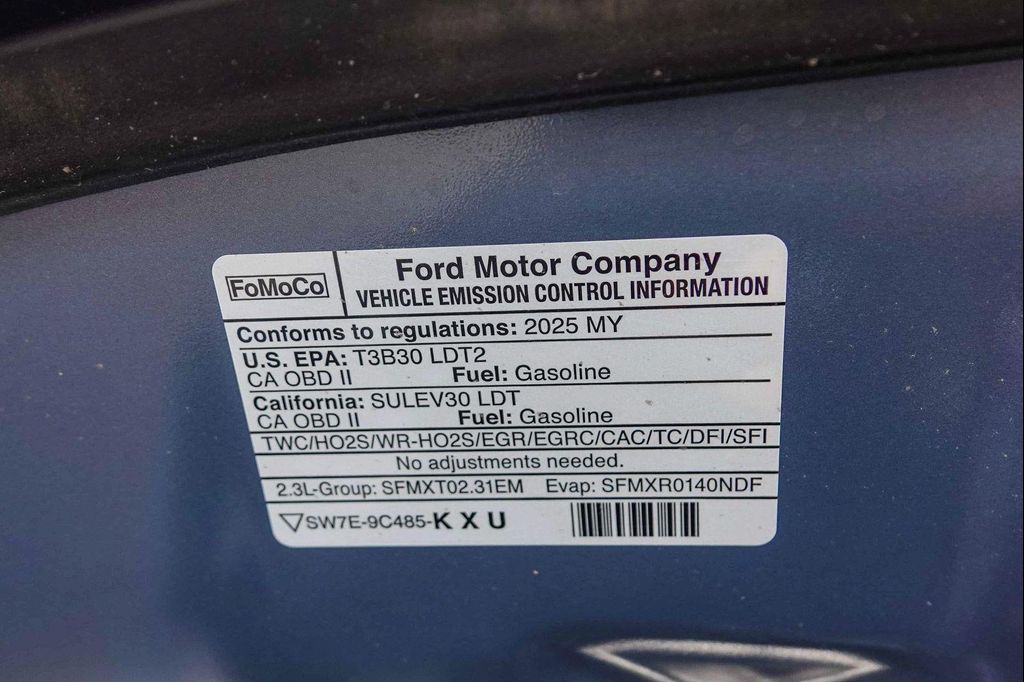 FoMoCo
Ford Motor Company
VEHICLE EMISSION CONTROL INFORMATION
Conforms to regulations: 2025 MY
U.S. EPA: T3B30 LDT2
CA OBD II Fuel: Gasoline
California: SULEV30 LDT
CA OBD II Fuel: Gasoline
TWC/HO2S/WR-HO2S/EGR/EGRC/CAC/TC/DFI/SFI
No adjustments needed.
2.3L-Group: SFMXT02.31EM Evap: SFMXR0140NDF
SW7E-9C485-K X U